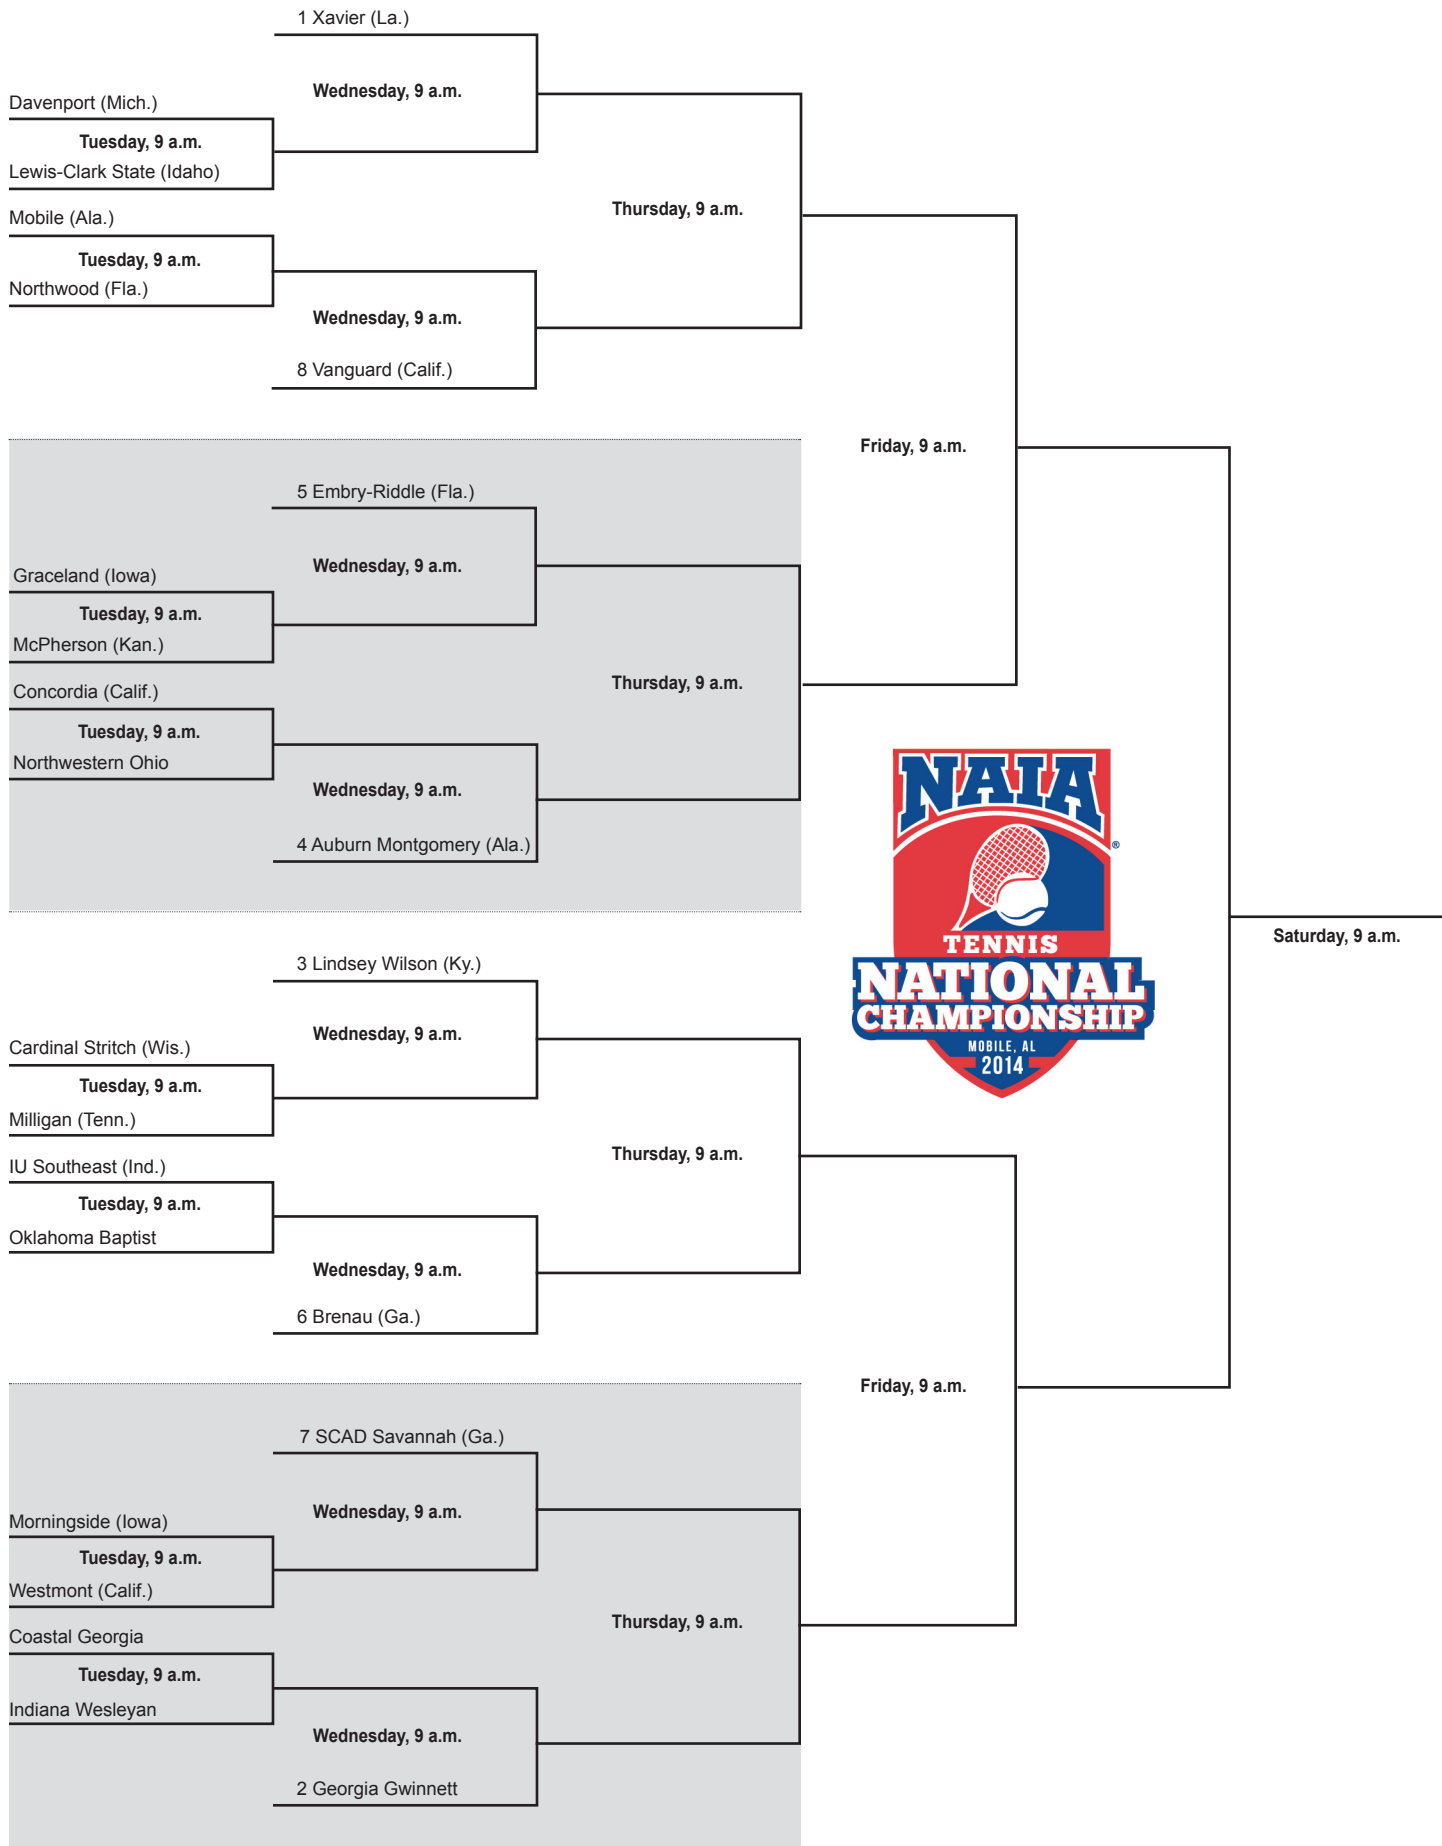 1 Xavier (La.)
Wednesday, 9 a.m.
Davenport (Mich.)
Tuesday, 9 a.m.
Lewis-Clark State (Idaho)
Thursday, 9 a.m.
Mobile (Ala.)
Tuesday, 9 a.m.
Northwood (Fla.)
Wednesday, 9 a.m.
8 Vanguard (Calif.)
Friday, 9 a.m.
5 Embry-Riddle (Fla.)
Wednesday, 9 a.m.
Graceland (Iowa)
Tuesday, 9 a.m.
McPherson (Kan.)
Thursday, 9 a.m.
Concordia (Calif.)
Tuesday, 9 a.m.
Northwestern Ohio
Wednesday, 9 a.m.
4 Auburn Montgomery (Ala.)
NAIA
®
TENNIS
NATIONAL
CHAMPIONSHIP
MOBILE, AL
2014
Saturday, 9 a.m.
3 Lindsey Wilson (Ky.)
Wednesday, 9 a.m.
Cardinal Stritch (Wis.)
Tuesday, 9 a.m.
Milligan (Tenn.)
Thursday, 9 a.m.
IU Southeast (Ind.)
Tuesday, 9 a.m.
Oklahoma Baptist
Wednesday, 9 a.m.
6 Brenau (Ga.)
Friday, 9 a.m.
7 SCAD Savannah (Ga.)
Wednesday, 9 a.m.
Morningside (Iowa)
Tuesday, 9 a.m.
Westmont (Calif.)
Thursday, 9 a.m.
Coastal Georgia
Tuesday, 9 a.m.
Indiana Wesleyan
Wednesday, 9 a.m.
2 Georgia Gwinnett